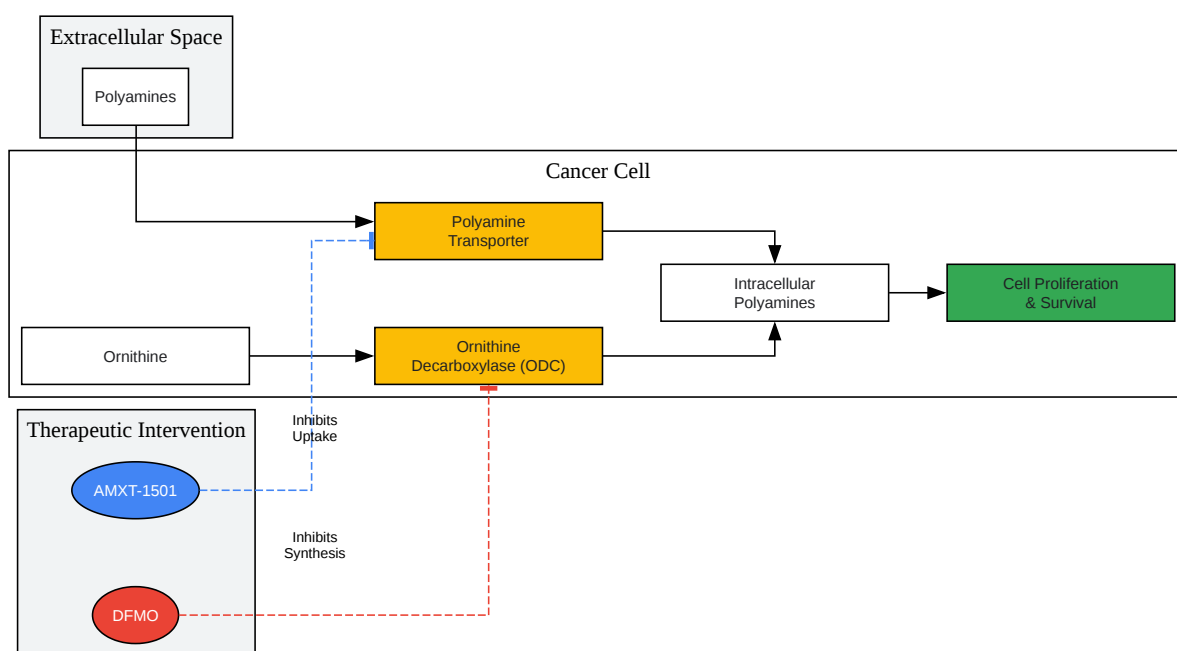 Extracellular Space
Polyamines
Cancer Cell
Polyamine
Transporter
Intracellular
Polyamines
Cell Proliferation
& Survival
Ornithine
Ornithine
Decarboxylase (ODC)
Therapeutic Intervention
Inhibits
Uptake
AMXT-1501
Inhibits
Synthesis
DFMO